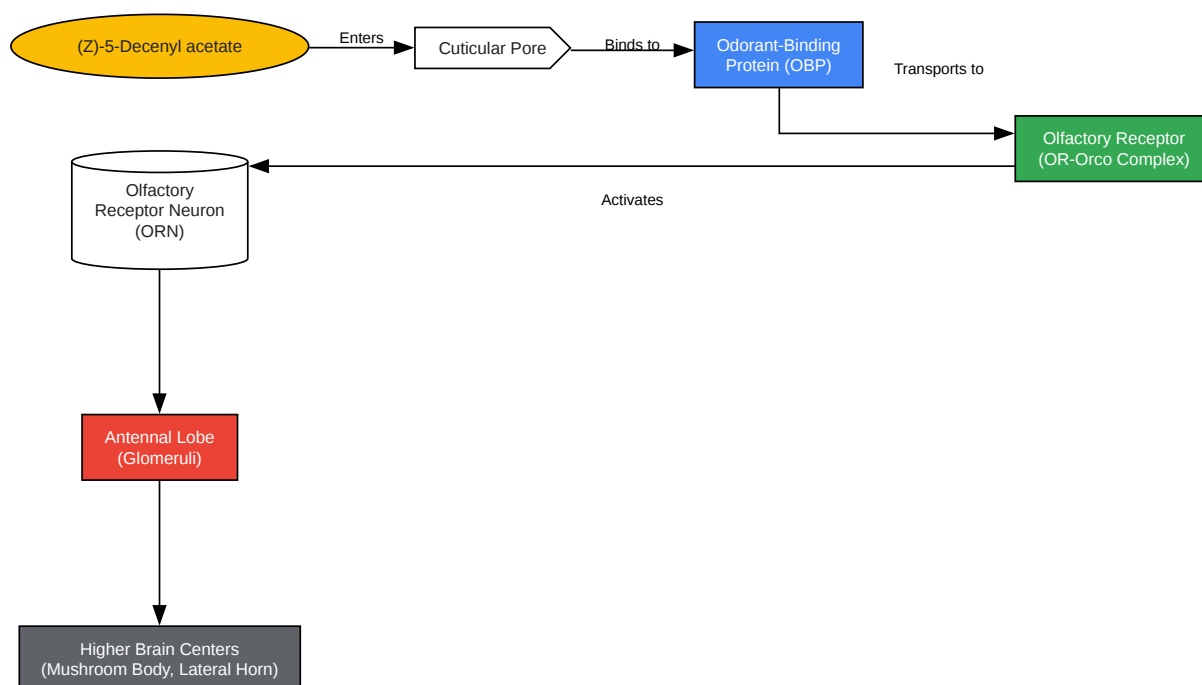 (Z)-5-Decenyl acetate
Enters
Cuticular Pore
Binds to
Odorant-Binding
Protein (OBP)
Transports to
Olfactory Receptor
(OR-Orco Complex)
Activates
Olfactory
Receptor Neuron
(ORN)
Antennal Lobe
(Glomeruli)
Higher Brain Centers
(Mushroom Body, Lateral Horn)